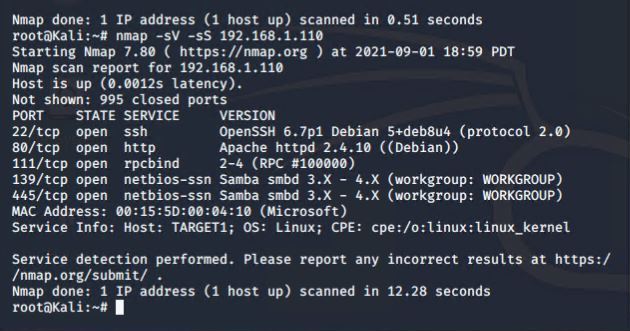 Nmap done: 1 IP address (1 host up) scanned in 0.51 seconds
root@Kali:~# nmap -sV -sS 192.168.1.110
Starting Nmap 7.80 ( https://nmap.org ) at 2021-09-01 18:59 PDT
Nmap scan report for 192.168.1.110
Host is up (0.0012s latency).
Not shown: 995 closed ports
PORT    STATE SERVICE     VERSION
22/tcp  open  ssh         OpenSSH 6.7p1 Debian 5+deb8u4 (protocol 2.0)
80/tcp  open  http        Apache httpd 2.4.10 ((Debian))
111/tcp open  rpcbind     2-4 (RPC #100000)
139/tcp open  netbios-ssn Samba smbd 3.X - 4.X (workgroup: WORKGROUP)
445/tcp open  netbios-ssn Samba smbd 3.X - 4.X (workgroup: WORKGROUP)
MAC Address: 00:15:5D:00:04:10 (Microsoft)
Service Info: Host: TARGET1; OS: Linux; CPE: cpe:/o:linux:linux_kernel
Service detection performed. Please report any incorrect results at https:/
/nmap.org/submit/ .
Nmap done: 1 IP address (1 host up) scanned in 12.28 seconds
root@Kali:~#